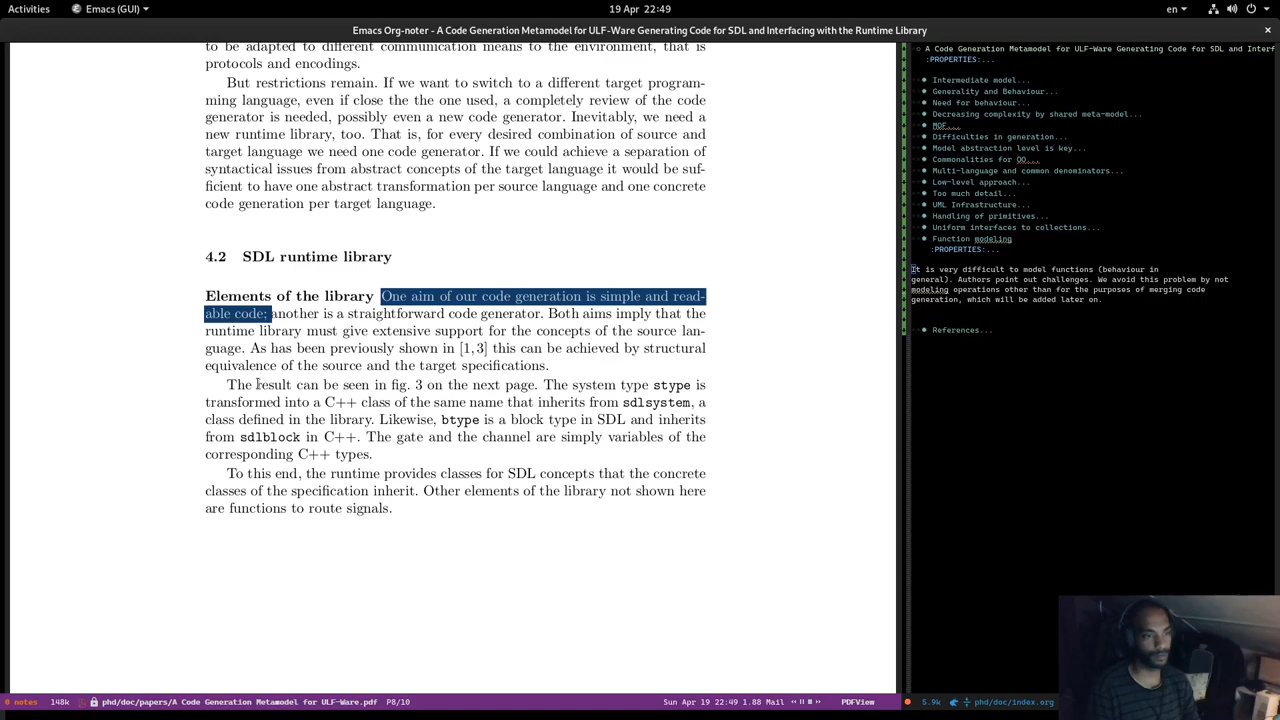 Activities Emacs (GUI) 19 Apr 22:49 en
Emacs Org-noter - A Code Generation Metamodel for ULF-Ware Generating Code for SDL and Interfacing with the Runtime Library
to be adapted to different communication means to the environment, that is
protocols and encodings.
But restrictions remain. If we want to switch to a different target program-
ming language, even if close the the one used, a completely review of the code
generator is needed, possibly even a new code generator. Inevitably, we need a
new runtime library, too. That is, for every desired combination of source and
target language we need one code generator. If we could achieve a separation of
syntactical issues from abstract concepts of the target language it would be suf-
ficient to have one abstract transformation per source language and one concrete
code generation per target language.
4.2 SDL runtime library
Elements of the library One aim of our code generation is simple and read-
able code; another is a straightforward code generator. Both aims imply that the
runtime library must give extensive support for the concepts of the source lan-
guage. As has been previously shown in [1, 3] this can be achieved by structural
equivalence of the source and the target specifications.
The result can be seen in fig. 3 on the next page. The system type stype is
transformed into a C++ class of the same name that inherits from sdlsystem, a
class defined in the library. Likewise, btype is a block type in SDL and inherits
from sdlblock in C++. The gate and the channel are simply variables of the
corresponding C++ types.
To this end, the runtime provides classes for SDL concepts that the concrete
classes of the specification inherit. Other elements of the library not shown here
are functions to route signals.
0 notes 148k phd/doc/papers/A Code Generation Metamodel for ULF-Ware.pdf P8/10 Sun Apr 19 22:49 1.88 Mail PDFView
A Code Generation Metamodel for ULF-Ware Generating Code for SDL and Interf
:PROPERTIES:...
Intermediate model...
Generality and Behaviour...
Need for behaviour...
Decreasing complexity by shared meta-model...
MOF...
Difficulties in generation...
Model abstraction level is key...
Commonalities for OO...
Multi-language and common denominators...
Low-level approach...
Too much detail...
UML Infrastructure...
Handling of primitives...
Uniform interfaces to collections...
Function modeling
:PROPERTIES:...
It is very difficult to model functions (behaviour in
general). Authors point out challenges. We avoid this problem by not
modeling operations other than for the purposes of merging code
generation, which will be added later on.
References...
5.9k phd/doc/index.org